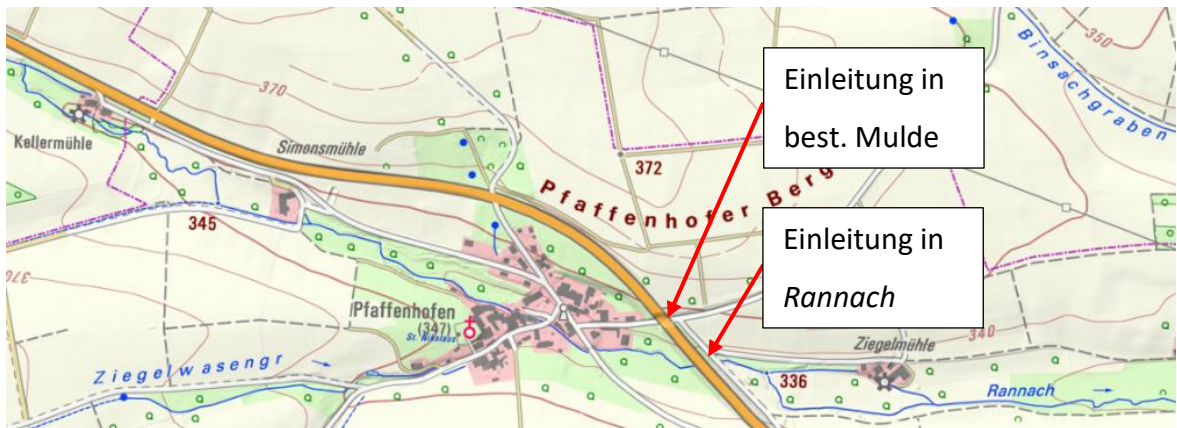 Einleitung in
best. Mulde
Einleitung in
Rannach
Binsachgraben
350
370
Kellermühle
Simonsmühle
372
Pfaffenhofer Berg
345
370
Pfaffenhofen
(347)
St. Nikolaus
Ziegelmühle
340
Ziegelwasengr
336
Rannach